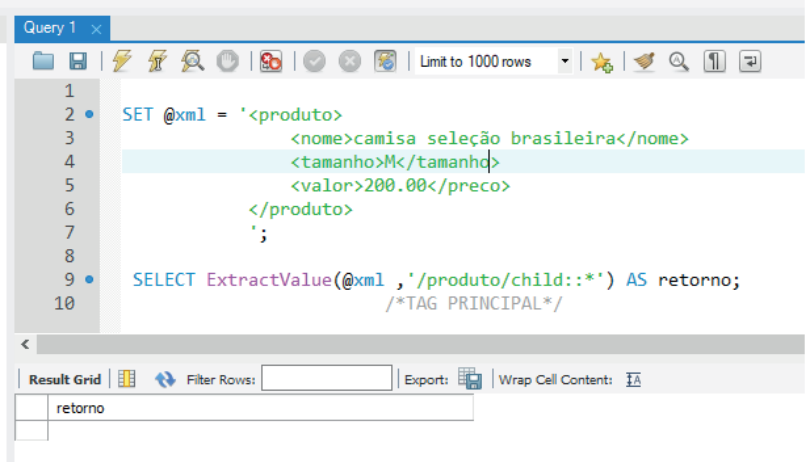 Query 1
Limit to 1000 rows
1
2 SET @xml = '<produto>
3 <nome>camisa seleção brasileira</nome>
4 <tamanho>M</tamanho>
5 <valor>200.00</preco>
6 </produto>
7 ';
8
9 SELECT ExtractValue(@xml ,'/produto/child::*') AS retorno;
10 /*TAG PRINCIPAL*/
Result Grid Filter Rows: Export: Wrap Cell Content:
retorno